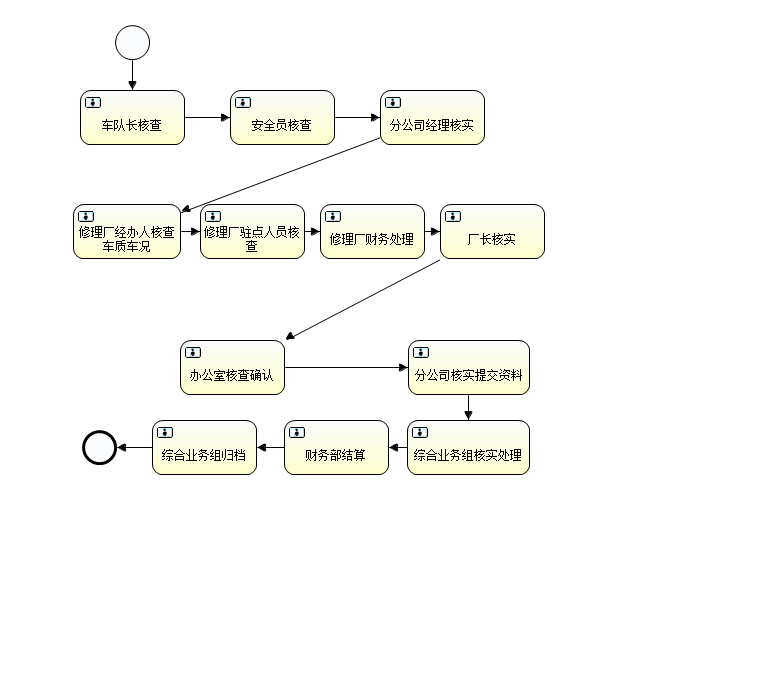 车队长核查
安全员核查
分公司经理核实
修理厂经办人核查
车质车况
修理厂驻点人员核
查
修理厂财务处理
厂长核实
办公室核查确认
分公司核实提交资料
综合业务组归档
财务部结算
综合业务组核实处理